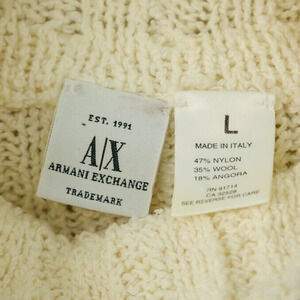 EST. 1991
A|X
ARMANI EXCHANGE
TRADEMARK
L
MADE IN ITALY
47% NYLON
35% WOOL
18% ANGORA
RN 91714
CA 32528
SEE REVERSE FOR CARE